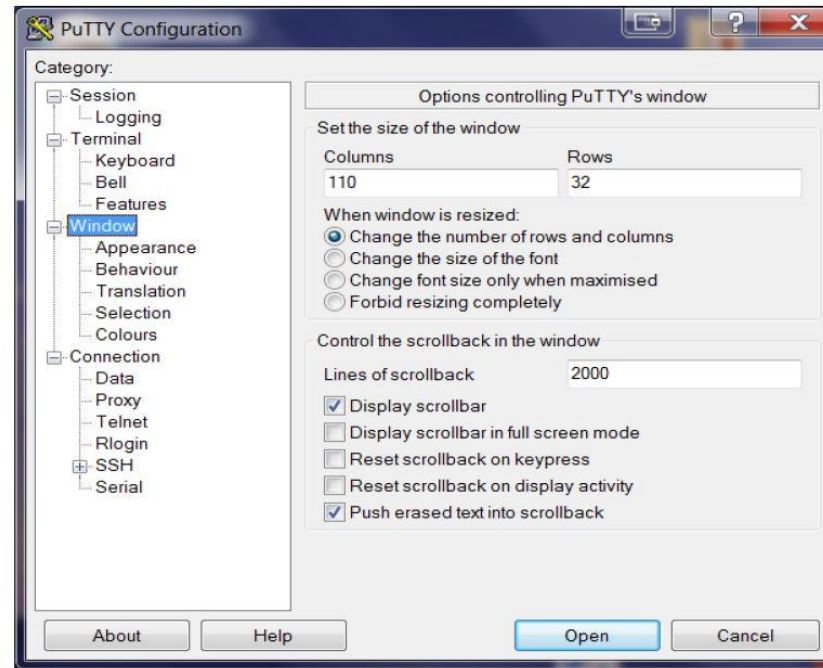 PuTTY Configuration
Category:
Session
Logging
Terminal
Keyboard
Bell
Features
Window
Appearance
Behaviour
Translation
Selection
Colours
Connection
Data
Proxy
Telnet
Rlogin
SSH
Serial
Options controlling PuTTY's window
Set the size of the window
Columns Rows
110 32
When window is resized:
Change the number of rows and columns
Change the size of the font
Change font size only when maximised
Forbid resizing completely
Control the scrollback in the window
Lines of scrollback 2000
Display scrollbar
Display scrollbar in full screen mode
Reset scrollback on keypress
Reset scrollback on display activity
Push erased text into scrollback
About Help Open Cancel